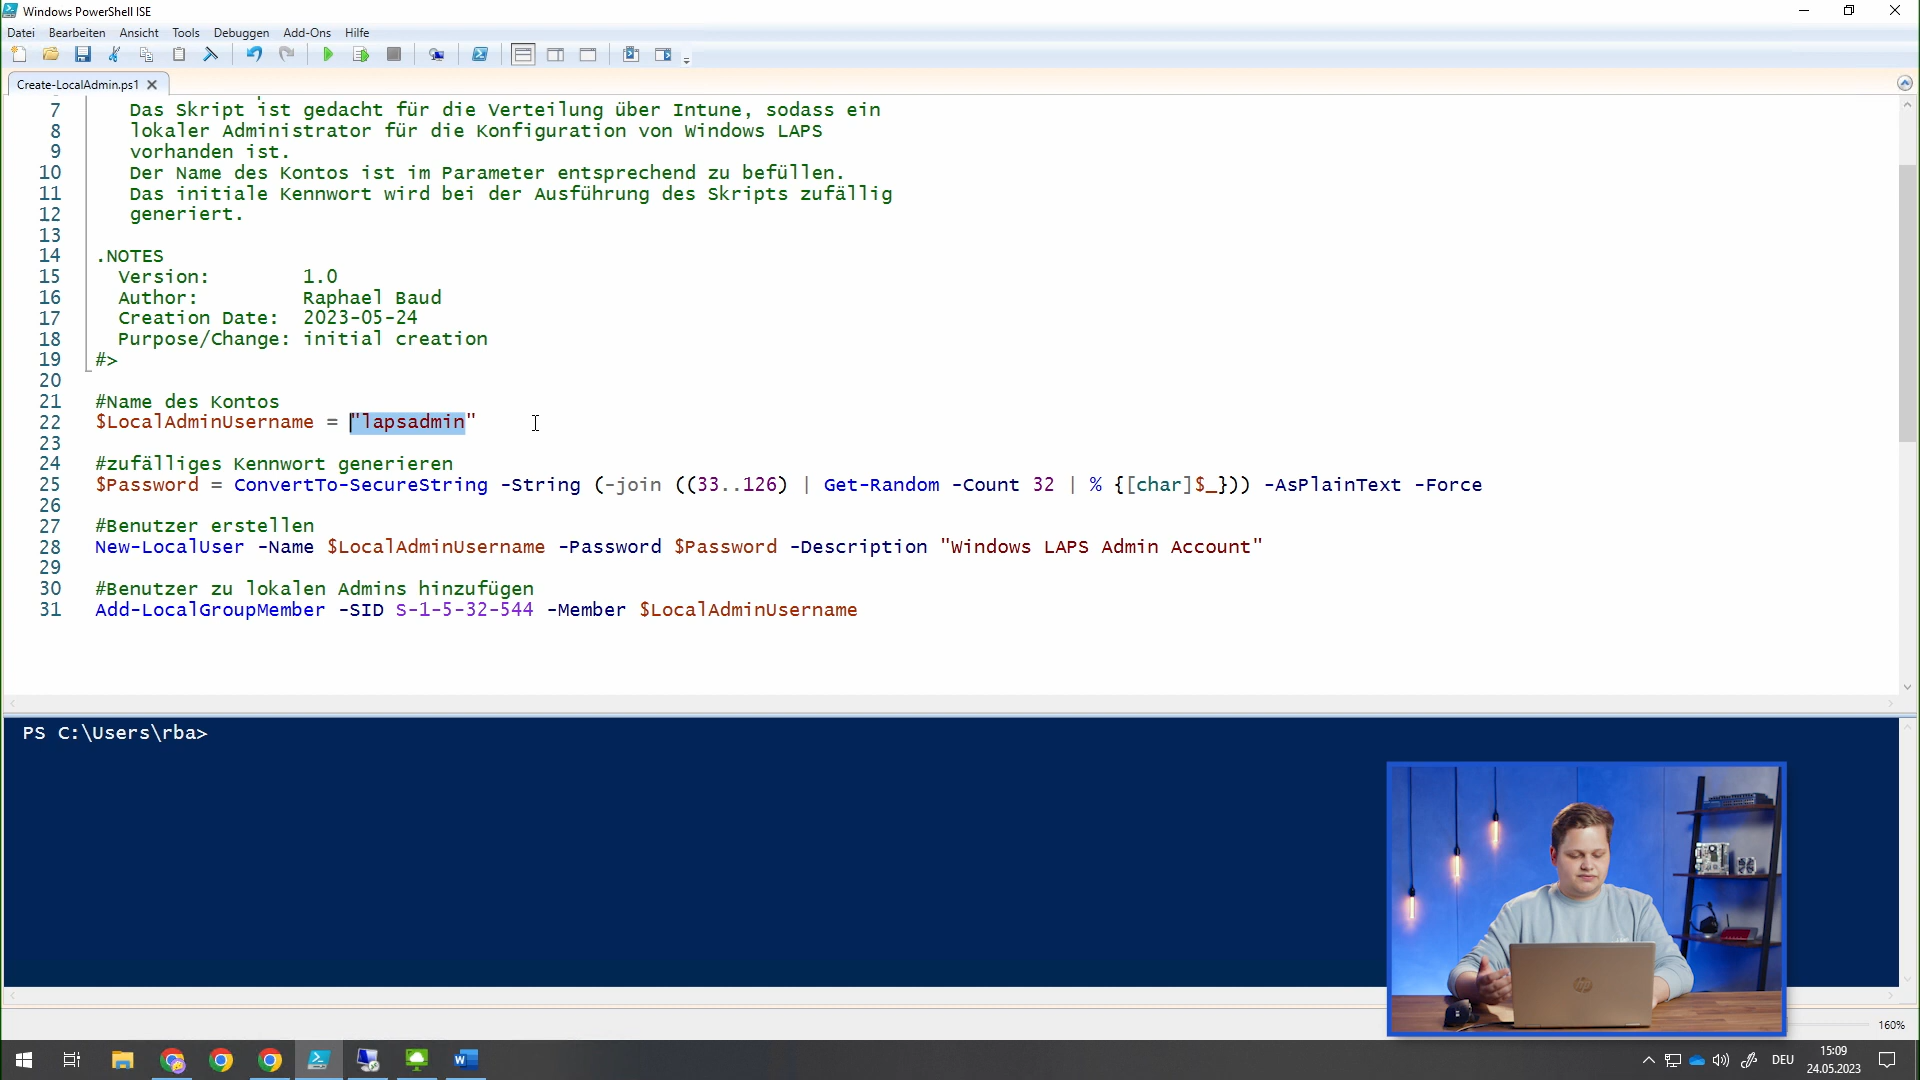 Windows PowerShell ISE
Datei Bearbeiten Ansicht Tools Debuggen Add-Ons Hilfe
Create-LocalAdmin.ps1
7 Das Skript ist gedacht für die Verteilung über Intune, sodass ein
8 lokaler Administrator für die Konfiguration von Windows LAPS
9 vorhanden ist.
10 Der Name des Kontos ist im Parameter entsprechend zu befüllen.
11 Das initiale Kennwort wird bei der Ausführung des Skripts zufällig
12 generiert.
13
14 .NOTES
15 Version: 1.0
16 Author: Raphael Baud
17 Creation Date: 2023-05-24
18 Purpose/Change: initial creation
19 #>
20
21 #Name des Kontos
22 $LocalAdminUsername = "lapsadmin"
23
24 #zufälliges Kennwort generieren
25 $Password = ConvertTo-SecureString -String (-join ((33..126) | Get-Random -Count 32 | % {[char]$_})) -AsPlainText -Force
26
27 #Benutzer erstellen
28 New-LocalUser -Name $LocalAdminUsername -Password $Password -Description "Windows LAPS Admin Account"
29
30 #Benutzer zu lokalen Admins hinzufügen
31 Add-LocalGroupMember -SID S-1-5-32-544 -Member $LocalAdminUsername
PS C:\Users\rba>
hp
160%
DEU
15:09
24.05.2023